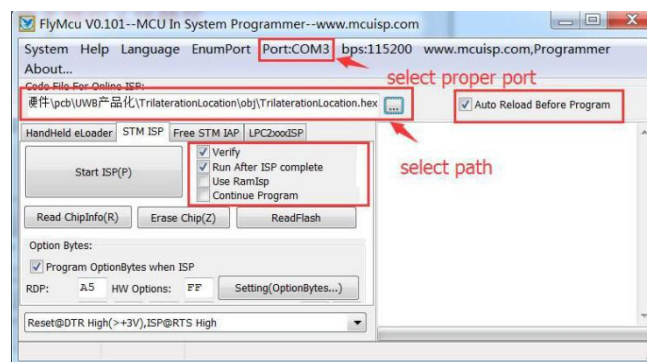 FlyMcu V0.101--MCU In System Programmer--www.mcuisp.com
System Help Language EnumPort Port:COM3 bps:115200 www.mcuisp.com,Programmer
About...
select proper port
Code File For Online ISP:
硬件\pcb\UWB产品化\TrilaterationLocation\obj\TrilaterationLocation.hex ... Auto Reload Before Program
HandHeld eLoader STM ISP Free STM IAP LPC2xxxISP
select path
Verify
Start ISP(P) Run After ISP complete
Use RamIsp
Continue Program
Read ChipInfo(R) Erase Chip(Z) ReadFlash
Option Bytes:
Program OptionBytes when ISP
RDP: A5 HW Options: FF Setting(OptionBytes...)
Reset@DTR High(>+3V),ISP@RTS High